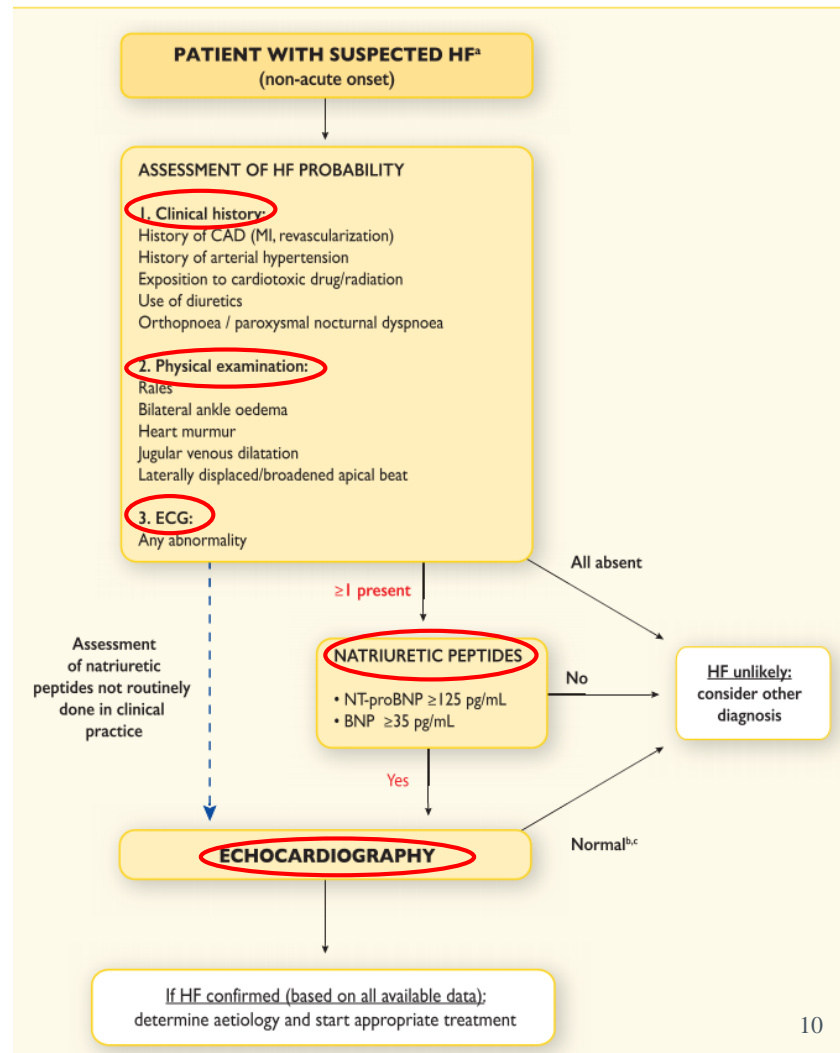 PATIENT WITH SUSPECTED HFᵃ
(non-acute onset)
ASSESSMENT OF HF PROBABILITY
1. Clinical history:
History of CAD (MI, revascularization)
History of arterial hypertension
Exposition to cardiotoxic drug/radiation
Use of diuretics
Orthopnoea / paroxysmal nocturnal dyspnoea
2. Physical examination:
Rales
Bilateral ankle oedema
Heart murmur
Jugular venous dilatation
Laterally displaced/broadened apical beat
3. ECG:
Any abnormality
All absent
≥1 present
Assessment
of natriuretic
peptides not routinely
done in clinical
practice
NATRIURETIC PEPTIDES
• NT-proBNP ≥125 pg/mL
• BNP ≥35 pg/mL
No
HF unlikely:
consider other
diagnosis
Yes
ECHOCARDIOGRAPHY
Normalᵇ,ᶜ
If HF confirmed (based on all available data):
determine aetiology and start appropriate treatment
10